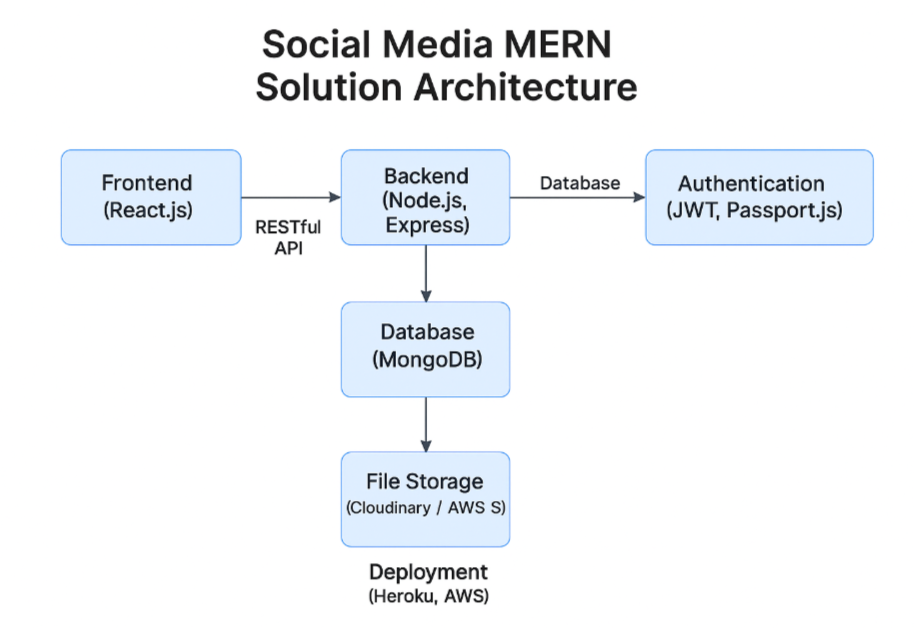 Social Media MERN
Solution Architecture
Frontend
(React.js)
RESTful
API
Backend
(Node.js,
Express)
Database
Authentication
(JWT, Passport.js)
Database
(MongoDB)
File Storage
(Cloudinary / AWS S)
Deployment
(Heroku, AWS)